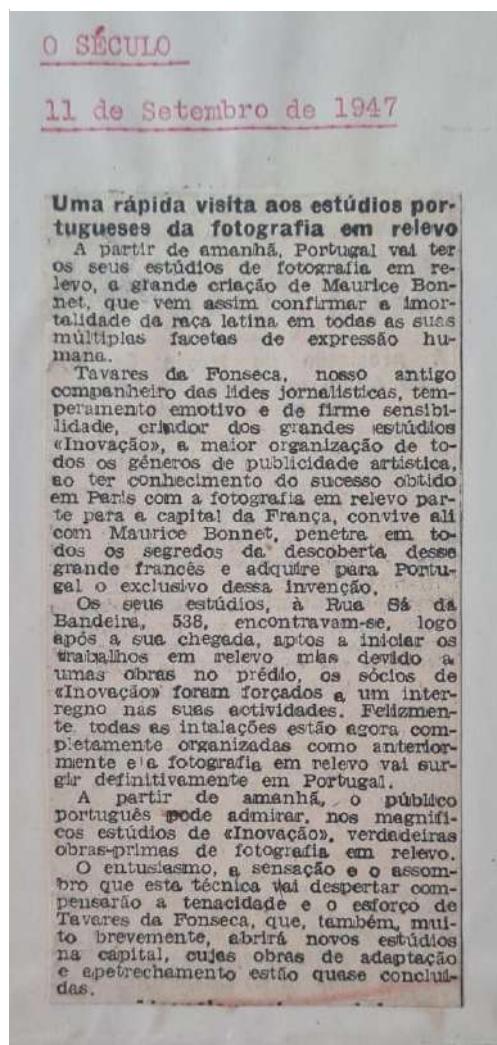 O SÉCULO
11 de Setembro de 1947
Uma rápida visita aos estúdios por-
tugueses da fotografia em relevo
A partir de amanhã, Portugal vai ter
os seus estúdios de fotografia em re-
levo, a grande criação de Maurice Bon-
net, que vem assim confirmar a imor-
talidade da raça latina em todas as suas
múltiplas facetas de expressão hu-
mana.
Tavares da Fonseca, nosso antigo
companheiro das lides jornalísticas, tem-
peramento emotivo e de firme sensibi-
lidade, criador dos grandes estúdios
«Inovação», a maior organização de to-
dos os géneros de publicidade artística,
ao ter conhecimento do sucesso obtido
em Paris com a fotografia em relevo par-
te para a capital da França, convive ali
com Maurice Bonnet, penetra em to-
dos os segredos da descoberta desse
grande francês e adquire para Portu-
gal o exclusivo dessa invenção.
Os seus estúdios, à Rua Sá da
Bandeira, 538, encontravam-se, logo
após a sua chegada, aptos a iniciar os
trabalhos em relevo mas devido a
umas obras no prédio, os sócios de
«Inovação» foram forçados a um inter-
regno nas suas actividades. Felizmen-
te todas as intalações estão agora com-
pletamente organizadas como anterior-
mente e a fotografia em relevo vai sur-
gir definitivamente em Portugal.
A partir de amanhã, o público
português pode admirar, nos magnífi-
cos estúdios de «Inovação», verdadeiras
obras-primas de fotografia em relevo.
O entusiasmo, a sensação e o assom-
bro que esta técnica vai despertar com-
pensarão a tenacidade e o esforço de
Tavares da Fonseca, que, também, mui-
to brevemente, abrirá novos estúdios
na capital, cujas obras de adaptação
e apetrechamento estão quase concluí-
das.